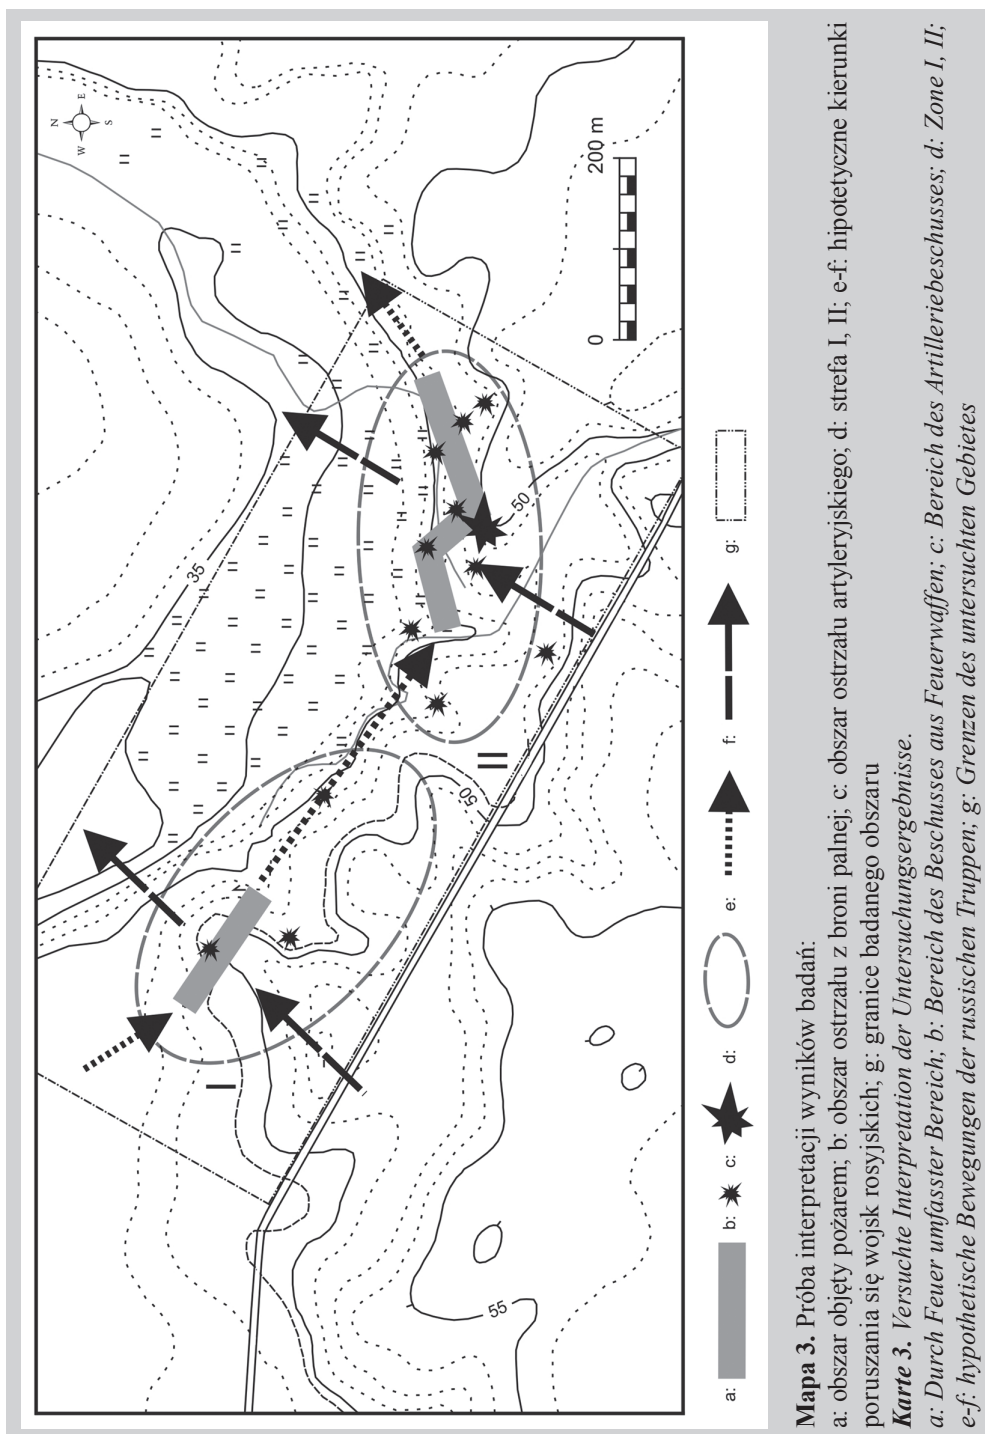 N
W E
S
35
50
50
55
I
II
0 200 m
a: b: c: d: e: f: g:
Mapa 3. Próba interpretacji wyników badań:
a: obszar objęty pożarem; b: obszar ostrzału z broni palnej; c: obszar ostrzału artyleryjskiego; d: strefa I, II; e-f: hipotetyczne kierunki
poruszania się wojsk rosyjskich; g: granice badanego obszaru
Karte 3. Versuchte Interpretation der Untersuchungsergebnisse.
a: Durch Feuer umfasster Bereich; b: Bereich des Beschusses aus Feuerwaffen; c: Bereich des Artilleriebeschusses; d: Zone I, II;
e-f: hypothetische Bewegungen der russischen Truppen; g: Grenzen des untersuchten Gebietes